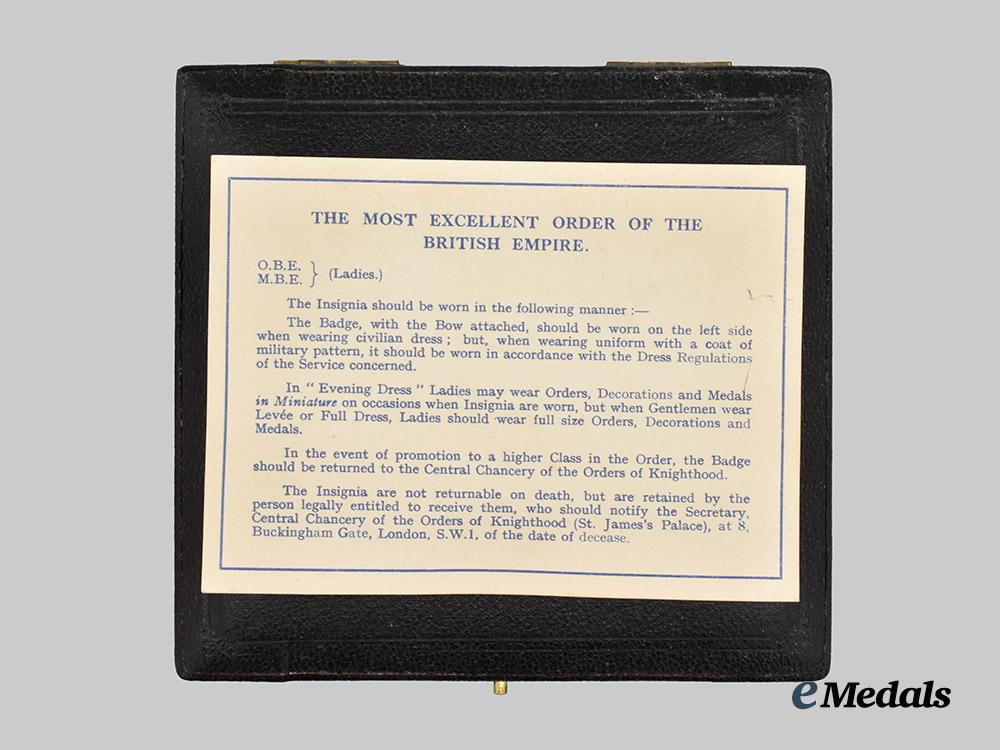 THE MOST EXCELLENT ORDER OF THE
BRITISH EMPIRE.
O.B.E.
M.B.E. } (Ladies.)
The Insignia should be worn in the following manner :—
The Badge, with the Bow attached, should be worn on the left side
when wearing civilian dress ; but, when wearing uniform with a coat of
military pattern, it should be worn in accordance with the Dress Regulations
of the Service concerned.
In “ Evening Dress ” Ladies may wear Orders, Decorations and Medals
in Miniature on occasions when Insignia are worn, but when Gentlemen wear
Levée or Full Dress, Ladies should wear full size Orders, Decorations and
Medals.
In the event of promotion to a higher Class in the Order, the Badge
should be returned to the Central Chancery of the Orders of Knighthood.
The Insignia are not returnable on death, but are retained by the
person legally entitled to receive them, who should notify the Secretary,
Central Chancery of the Orders of Knighthood (St. James's Palace), at 8,
Buckingham Gate, London, S.W.1, of the date of decease.
eMedals